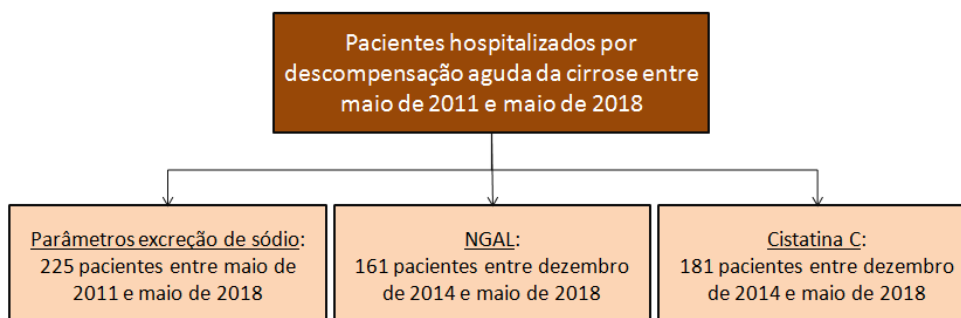 Pacientes hospitalizados por
descompensação aguda da cirrose entre
maio de 2011 e maio de 2018
Parâmetros excreção de sódio:
225 pacientes entre maio de
2011 e maio de 2018
NGAL:
161 pacientes entre dezembro
de 2014 e maio de 2018
Cistatina C:
181 pacientes entre dezembro
de 2014 e maio de 2018